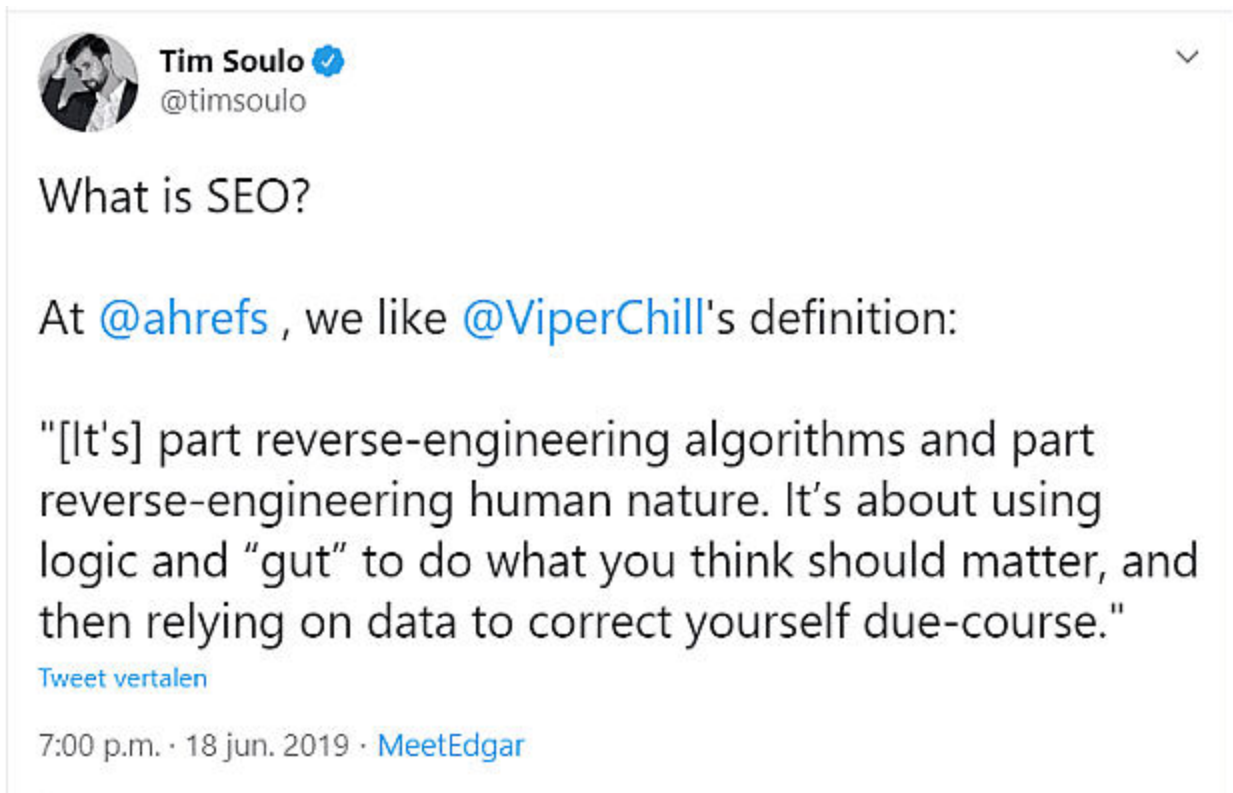 Tim Soulo
@timsoulo
What is SEO?
At @ahrefs , we like @ViperChill's definition:
"[It's] part reverse-engineering algorithms and part
reverse-engineering human nature. It’s about using
logic and “gut” to do what you think should matter, and
then relying on data to correct yourself due-course."
Tweet vertalen
7:00 p.m. · 18 jun. 2019 · MeetEdgar